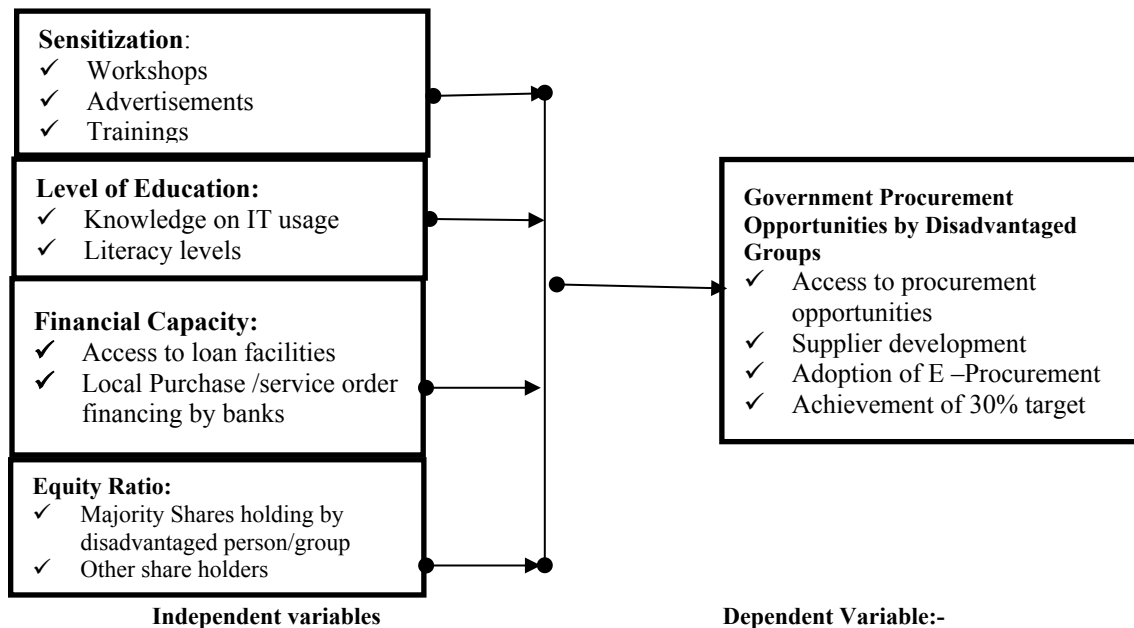 Sensitization:
✓ Workshops
✓ Advertisements
✓ Trainings
Level of Education:
✓ Knowledge on IT usage
✓ Literacy levels
Financial Capacity:
✓ Access to loan facilities
✓ Local Purchase /service order
financing by banks
Equity Ratio:
✓ Majority Shares holding by
disadvantaged person/group
✓ Other share holders
Independent variables
Government Procurement
Opportunities by Disadvantaged
Groups
✓ Access to procurement
opportunities
✓ Supplier development
✓ Adoption of E –Procurement
✓ Achievement of 30% target
Dependent Variable:-